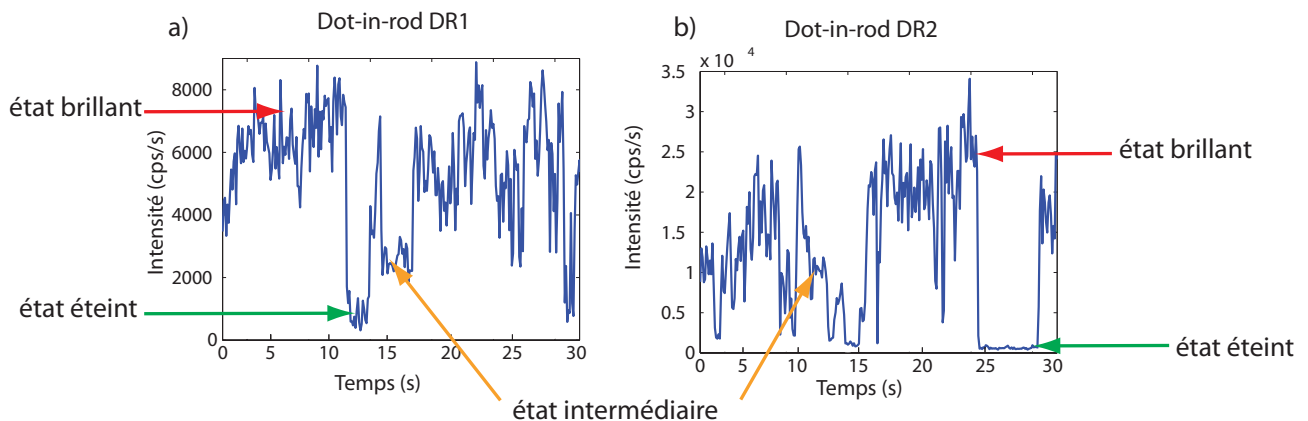 a)
Dot-in-rod DR1
état brillant
état éteint
Intensité (cps/s)
8000
6000
4000
2000
0
0 5 10 15 20 25 30
Temps (s)
b)
Dot-in-rod DR2
x 10 4
Intensité (cps/s)
3.5
3
2.5
2
1.5
1
0.5
0
0 5 10 15 20 25 30
Temps (s)
état brillant
état éteint
état intermédiaire